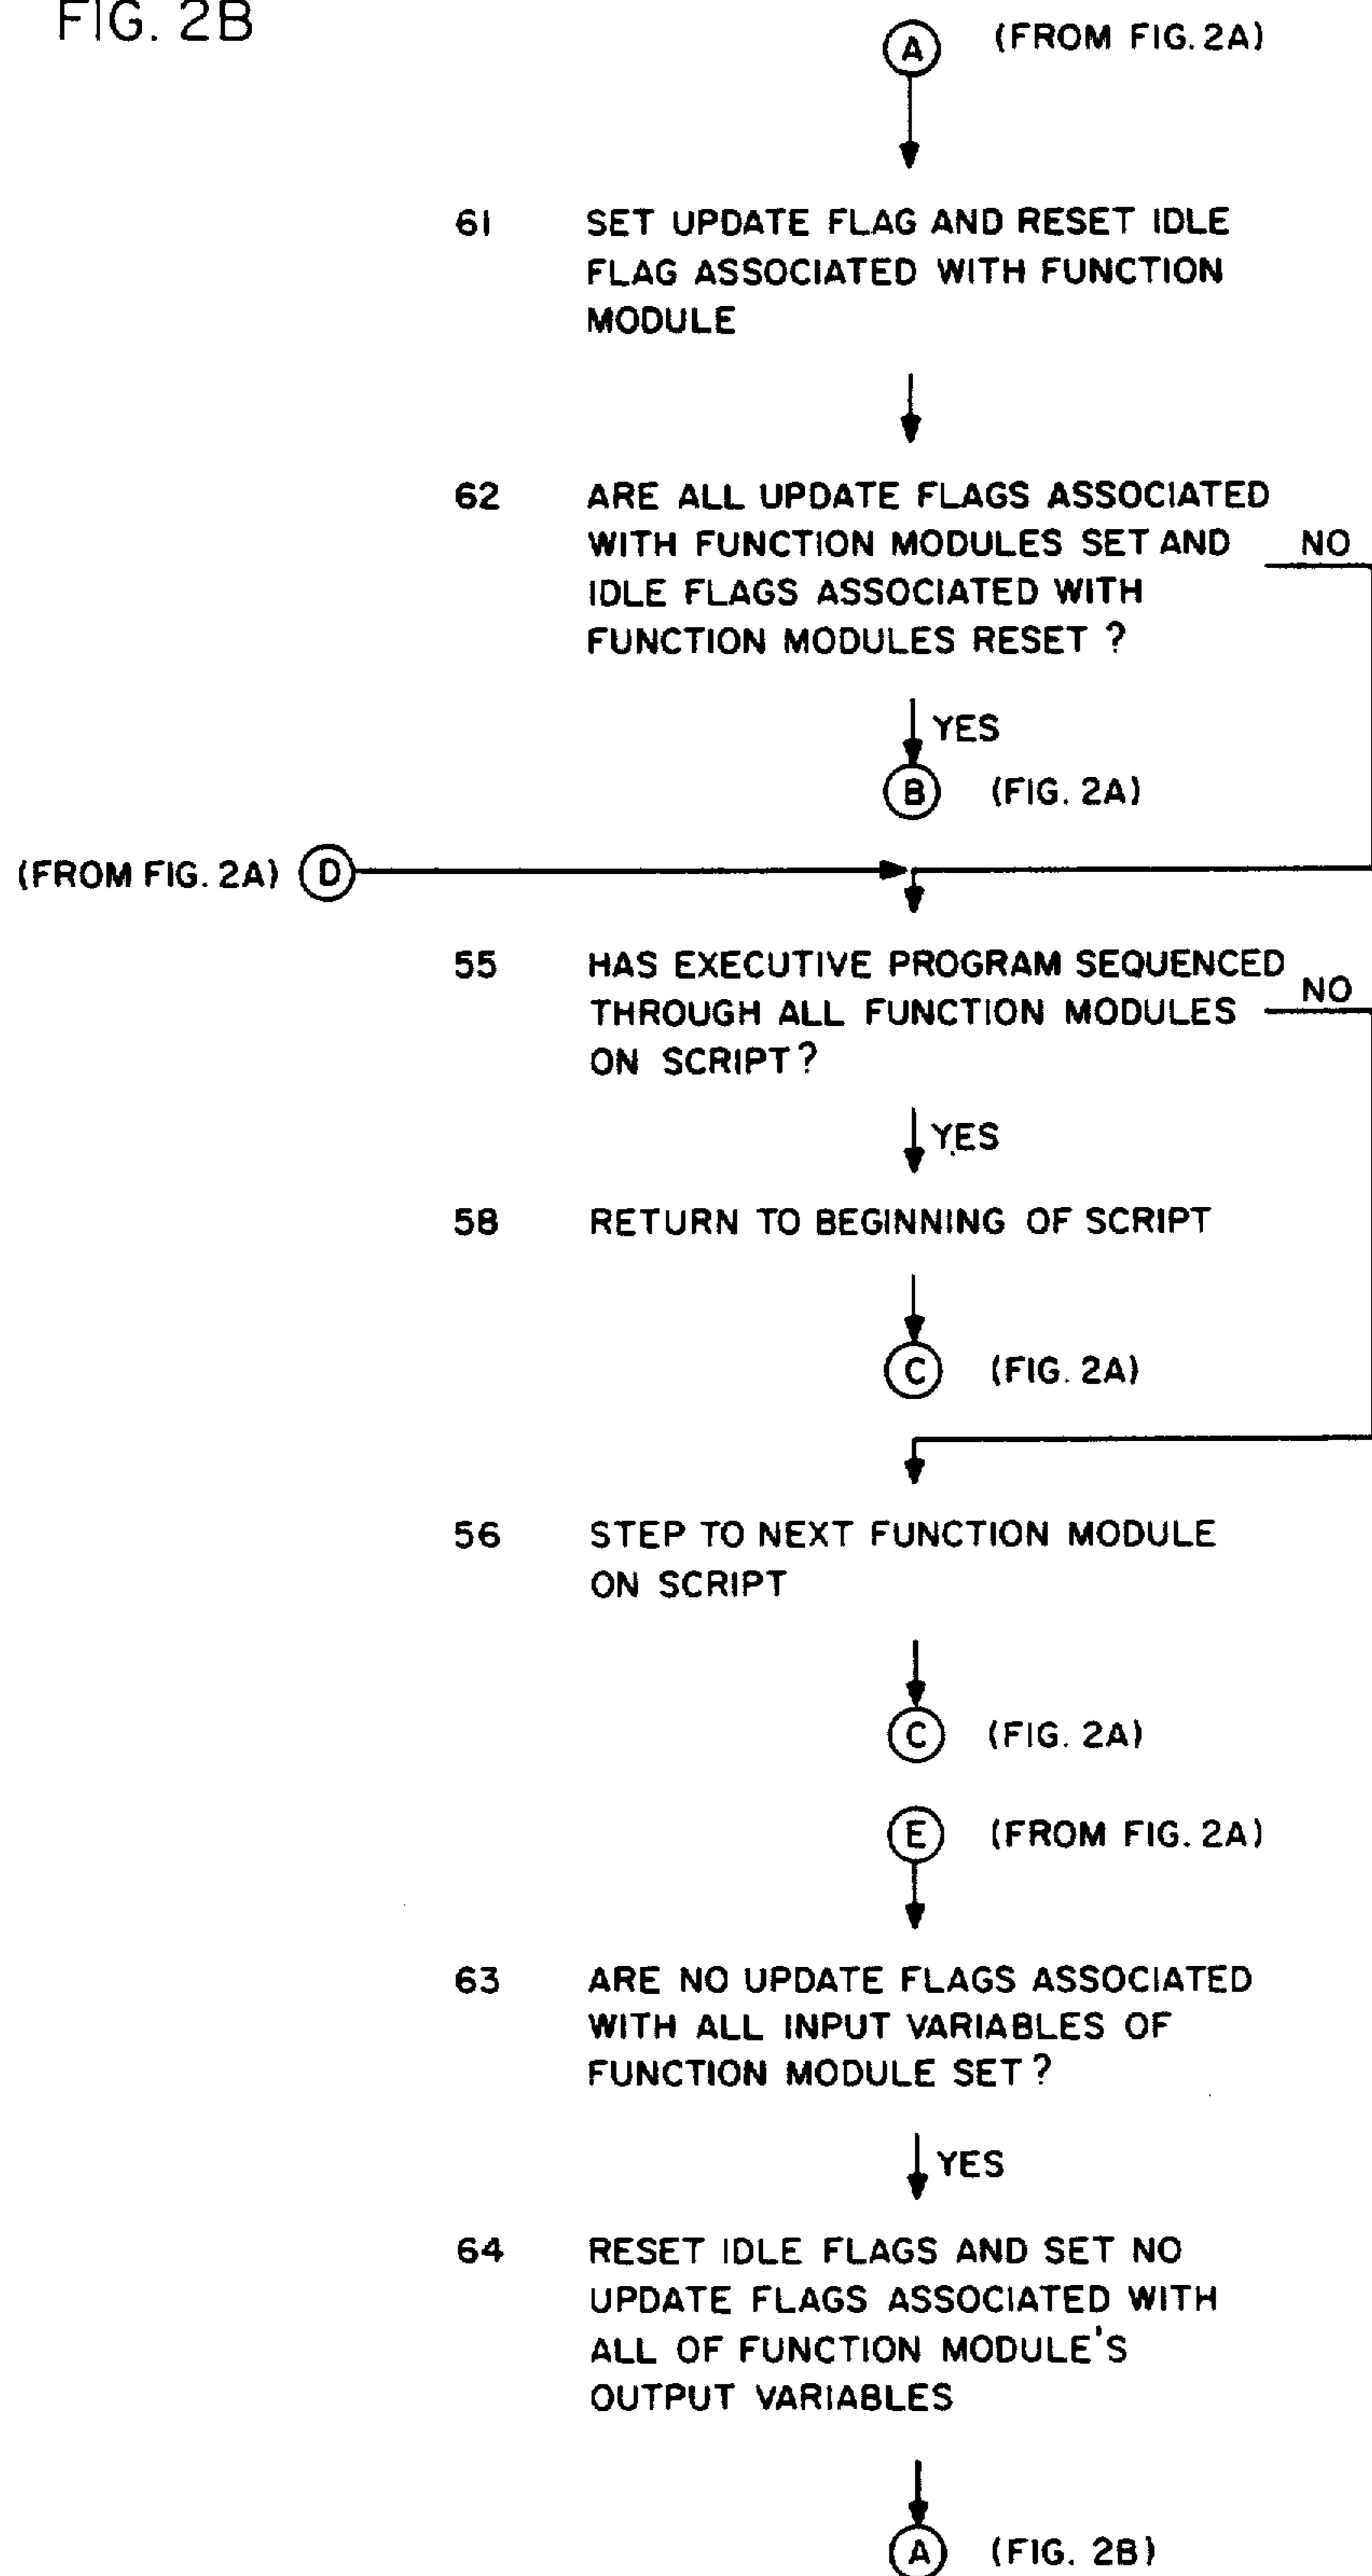 FIG. 2B
A (FROM FIG. 2A)
61 SET UPDATE FLAG AND RESET IDLE
FLAG ASSOCIATED WITH FUNCTION
MODULE
62 ARE ALL UPDATE FLAGS ASSOCIATED
WITH FUNCTION MODULES SET AND NO
IDLE FLAGS ASSOCIATED WITH
FUNCTION MODULES RESET ?
YES
B (FIG. 2A)
(FROM FIG. 2A) D
55 HAS EXECUTIVE PROGRAM SEQUENCED
THROUGH ALL FUNCTION MODULES NO
ON SCRIPT?
YES
58 RETURN TO BEGINNING OF SCRIPT
C (FIG. 2A)
56 STEP TO NEXT FUNCTION MODULE
ON SCRIPT
C (FIG. 2A)
E (FROM FIG. 2A)
63 ARE NO UPDATE FLAGS ASSOCIATED
WITH ALL INPUT VARIABLES OF
FUNCTION MODULE SET?
YES
64 RESET IDLE FLAGS AND SET NO
UPDATE FLAGS ASSOCIATED WITH
ALL OF FUNCTION MODULE'S
OUTPUT VARIABLES
A (FIG. 2B)